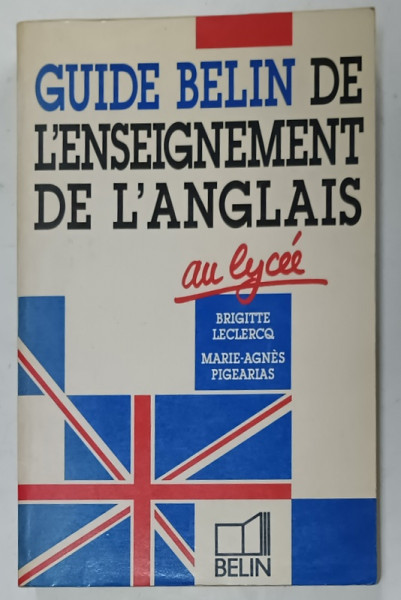 GUIDE BELIN DE
L'ENSEIGNEMENT
DE L'ANGLAIS
au lycée
BRIGITTE
LECLERCQ
MARIE-AGNÈS
PIGEARIAS
BELIN